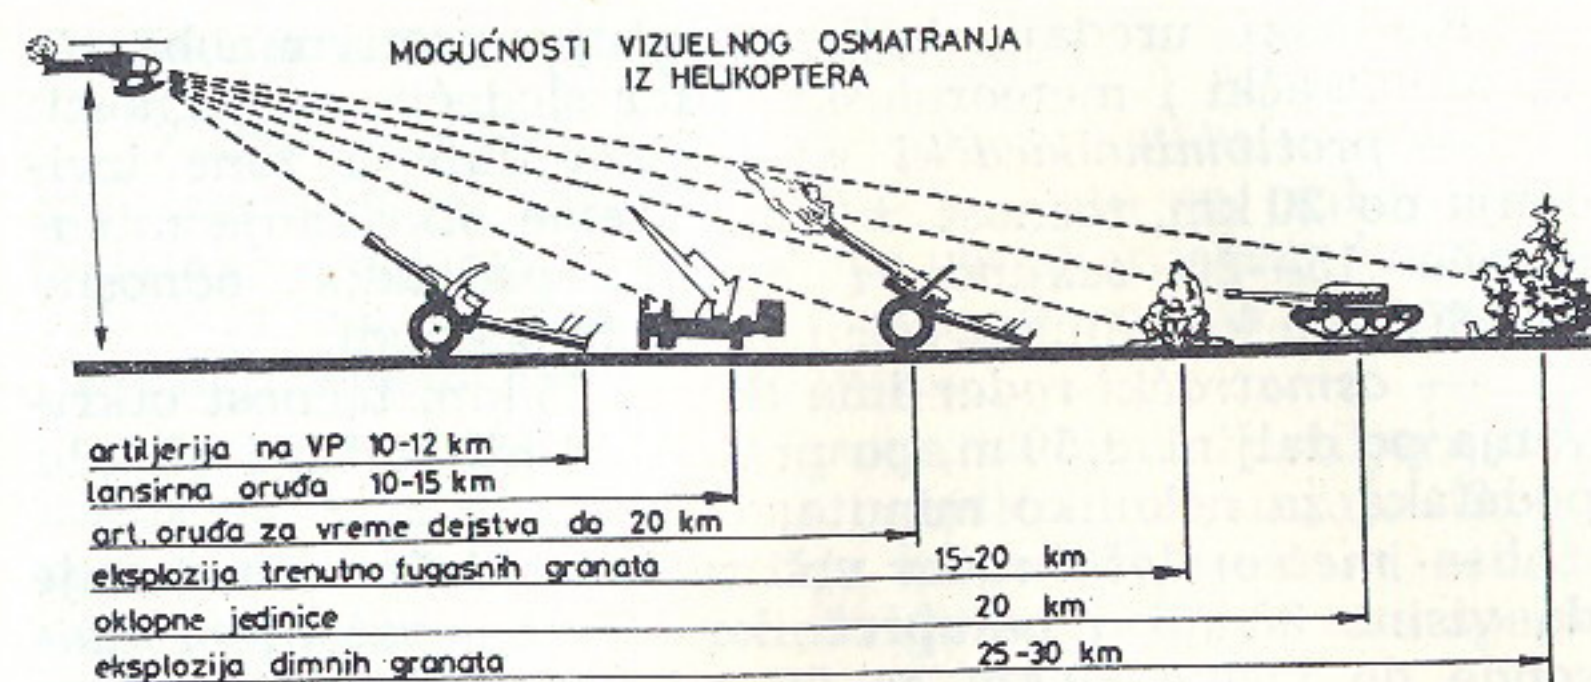 MOGUĆNOSTI VIZUELNOG OSMATRANJA
IZ HELIKOPTERA
artiljerija na VP 10-12 km
lansirna oruđa 10-15 km
art. oruđa za vreme dejstva do 20 km
eksplozija trenutno fugasnih granata 15-20 km
oklopne jedinice 20 km
eksplozija dimnih granata 25-30 km